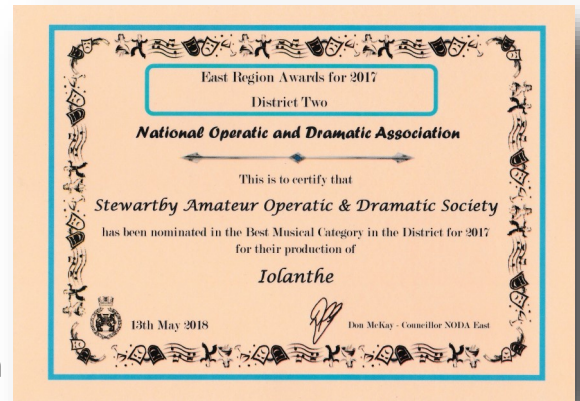 East Region Awards for 2017
District Two
National Operatic and Dramatic Association
This is to certify that
Stewartby Amateur Operatic & Dramatic Society
has been nominated in the Best Musical Category in the District for 2017
for their production of
Iolanthe
13th May 2018
Don McKay - Councillor NODA East